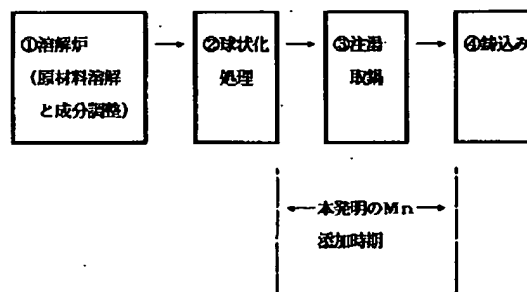 ①溶解炉
(原材料溶解
と成分調整)
②球状化
処理
③注湯
取鍋
④鋳込み
本発明のMn
添加時期